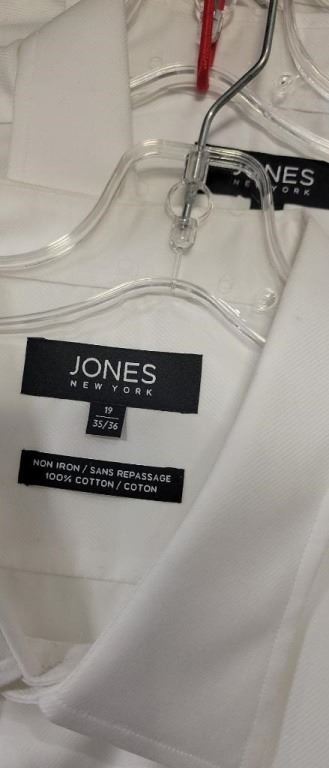 JONES
NEW YORK
JONES
NEW YORK
19
35/36
NON IRON / SANS REPASSAGE
100% COTTON / COTON